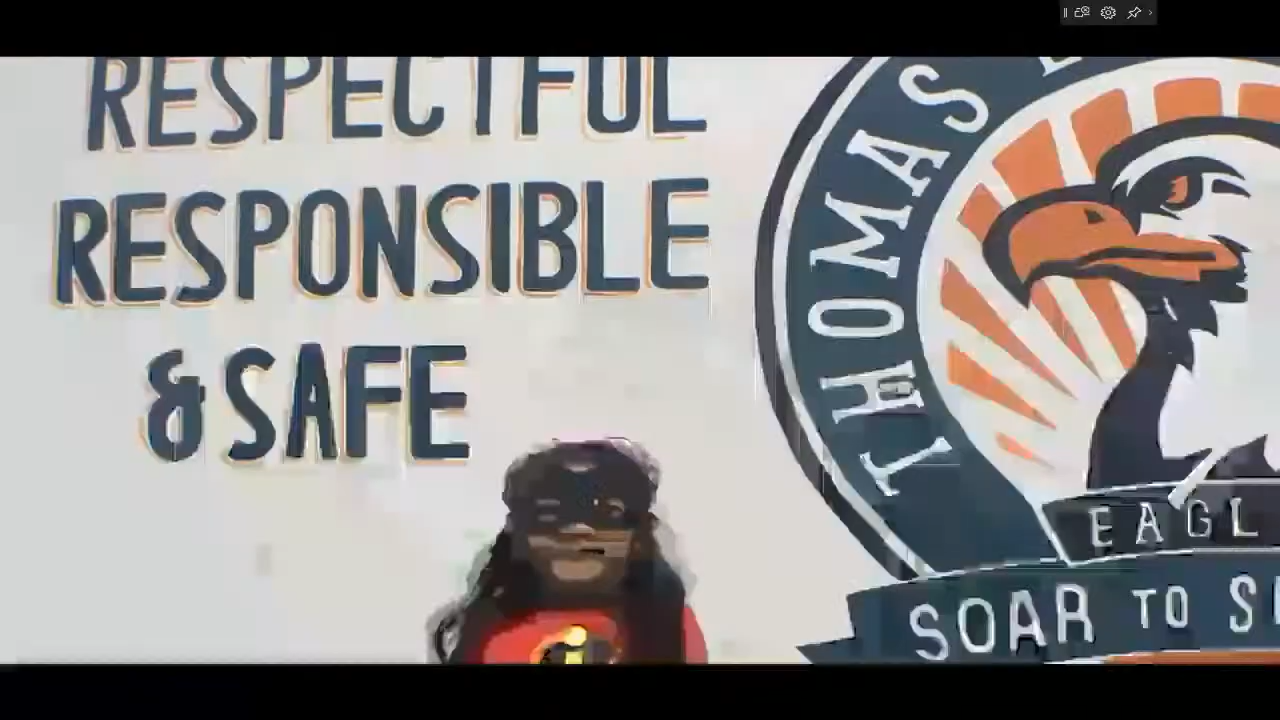 RESPECTFUL
RESPONSIBLE
& SAFE
THOMAS
EAGL
SOAR TO S